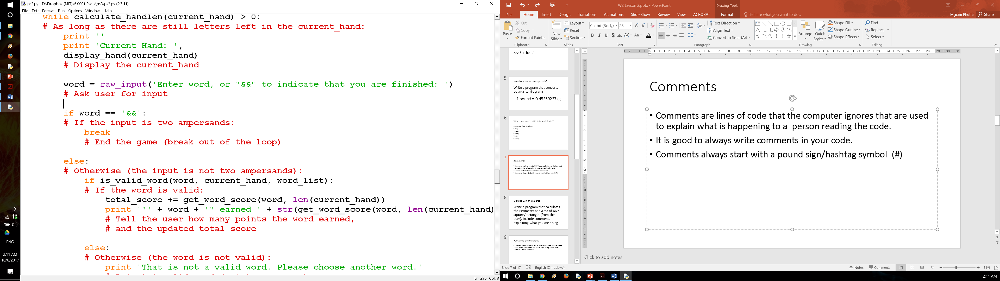 ps3.py - D:\Dropbox (MIT)\6.0001 Psets\ps3\ps3.py (2.7.11)
File Edit Format Run Options Window Help
while calculate_handlen(current_hand) > 0:
# As long as there are still letters left in the current_hand:
print ''
print 'Current Hand: ',
display_hand(current_hand)
# Display the current_hand
word = raw_input('Enter word, or "&&" to indicate that you are finished: ')
# Ask user for input
if word == '&&':
# If the input is two ampersands:
break
# End the game (break out of the loop)
else:
# Otherwise (the input is not two ampersands):
if is_valid_word(word, current_hand, word_list):
# If the word is valid:
total_score += get_word_score(word, len(current_hand))
print '"' + word + '" earned ' + str(get_word_score(word, len(current_hand)
# Tell the user how many points the word earned,
# and the updated total score
else:
# Otherwise (the word is not valid):
print 'That is not a valid word. Please choose another word.'
Ln: 295 Col: 8
ENG
2:11 AM
10/6/2017
W2 Lesson 2.pptx - PowerPoint
Drawing Tools
File Home Insert Design Transitions Animations Slide Show Review View ACROBAT Format Tell me what you want to do...
Mgcini Phuthi Share
Paste
Cut
Copy
Format Painter
Clipboard
New
Slide
Layout
Reset
Section
Slides
Calibri (Body) 28
Font
Text Direction
Align Text
Convert to SmartArt
Paragraph
Arrange
Quick
Styles
Shape Fill
Shape Outline
Shape Effects
Drawing
Find
Replace
Select
Editing
>>> 5 + 'hello'
5
Exercise 2 : How many pounds?
Write a program that converts
pounds to kilograms.
1 pound = 0.45359237kg
6
What can we do with ints and floats?
7
Comments
8
Exercise 3: In the LB area
Write a program that calculates
the Perimeter and Area of ANY
square/rectangle (from the
user). Include comments
explaining what you are doing
9
Functions and methods
Comments
• Comments are lines of code that the computer ignores that are used
to explain what is happening to a person reading the code.
• It is good to always write comments in your code.
• Comments always start with a pound sign/hashtag symbol (#)
Click to add notes
Slide 7 of 17 English (Zimbabwe)
Notes Comments 81%
2:11 AM